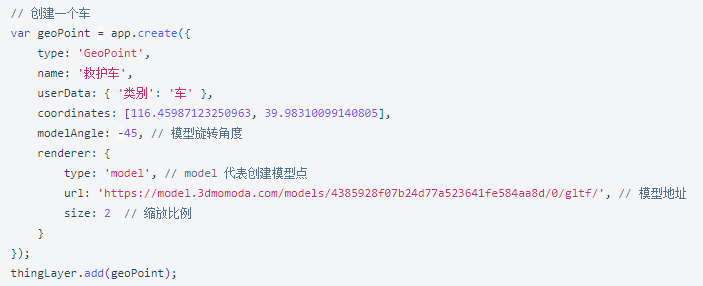 // 创建一个车
var geoPoint = app.create({
type: 'GeoPoint',
name: '救护车',
userData: { '类别': '车' },
coordinates: [116.45987123250963, 39.98310099140805],
modelAngle: -45, // 模型旋转角度
renderer: {
type: 'model', // model 代表创建模型点
url: 'https://model.3dmomoda.com/models/4385928f07b24d77a523641fe584aa8d/0/gltf/', // 模型地址
size: 2 // 缩放比例
}
});
thingLayer.add(geoPoint);